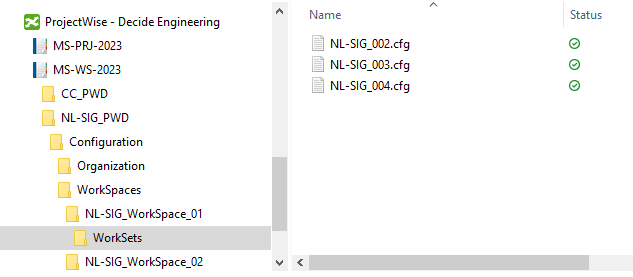 ProjectWise - Decide Engineering
MS-PRJ-2023
MS-WS-2023
CC_PWD
NL-SIG_PWD
Configuration
Organization
WorkSpaces
NL-SIG_WorkSpace_01
WorkSets
NL-SIG_WorkSpace_02
Name Status
NL-SIG_002.cfg
NL-SIG_003.cfg
NL-SIG_004.cfg